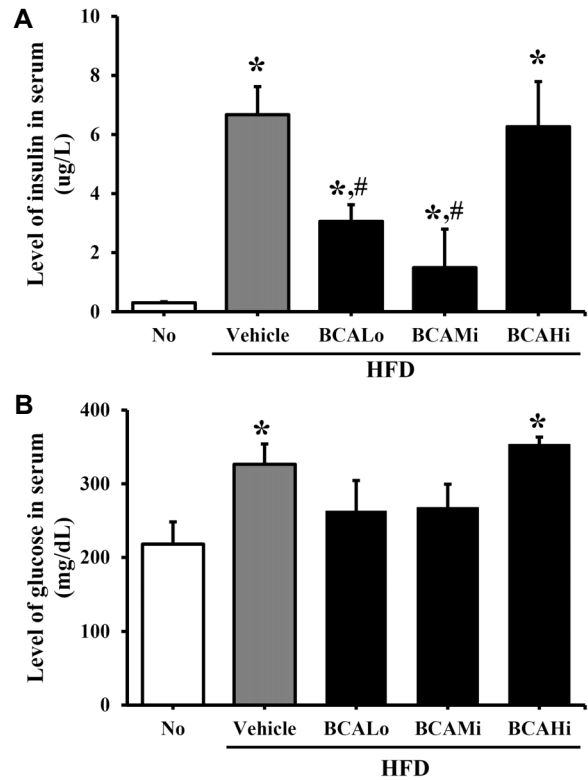 A
Level of insulin in serum
(ug/L)
10
8
6
4
2
0
*
*,#
*,#
*
No
Vehicle
BCALo
BCAMi
BCAHi
HFD
B
Level of glucose in serum
(mg/dL)
400
300
200
100
0
*
*
No
Vehicle
BCALo
BCAMi
BCAHi
HFD